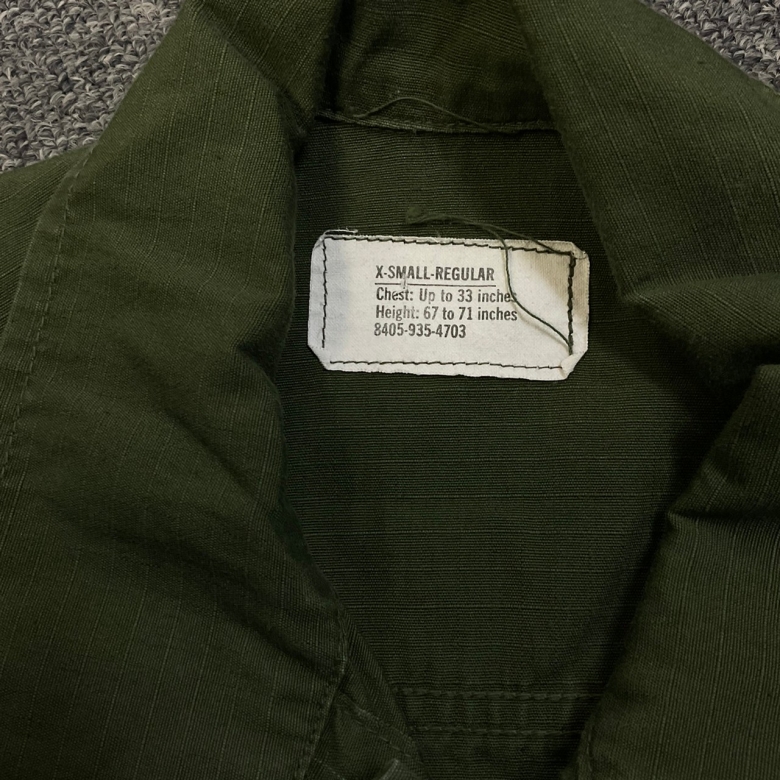 X-SMALL-REGULAR
Chest: Up to 33 inches
Height: 67 to 71 inches
8405-935-4703